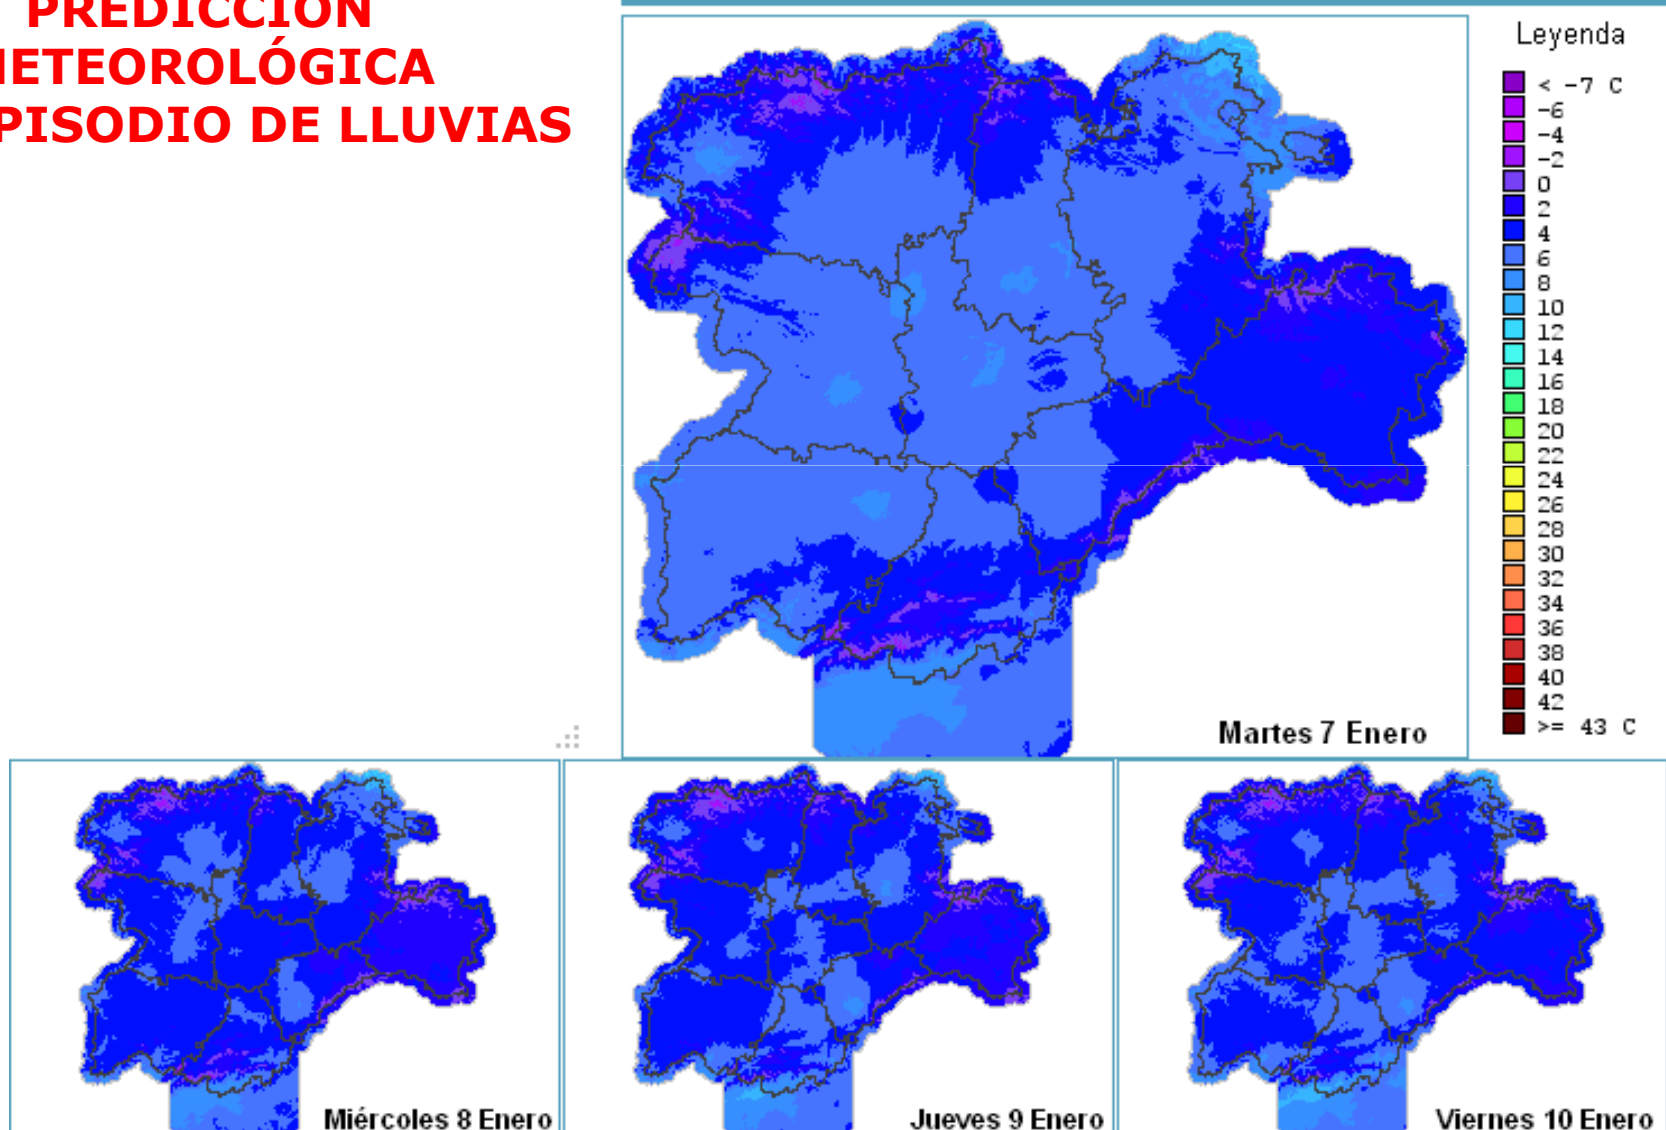 PREDICCIÓN
METEOROLÓGICA
PISODIO DE LLUVIAS
Leyenda
< -7 C
-6
-4
-2
0
2
4
6
8
10
12
14
16
18
20
22
24
26
28
30
32
34
36
38
40
42
>= 43 C
Martes 7 Enero
Miércoles 8 Enero
Jueves 9 Enero
Viernes 10 Enero